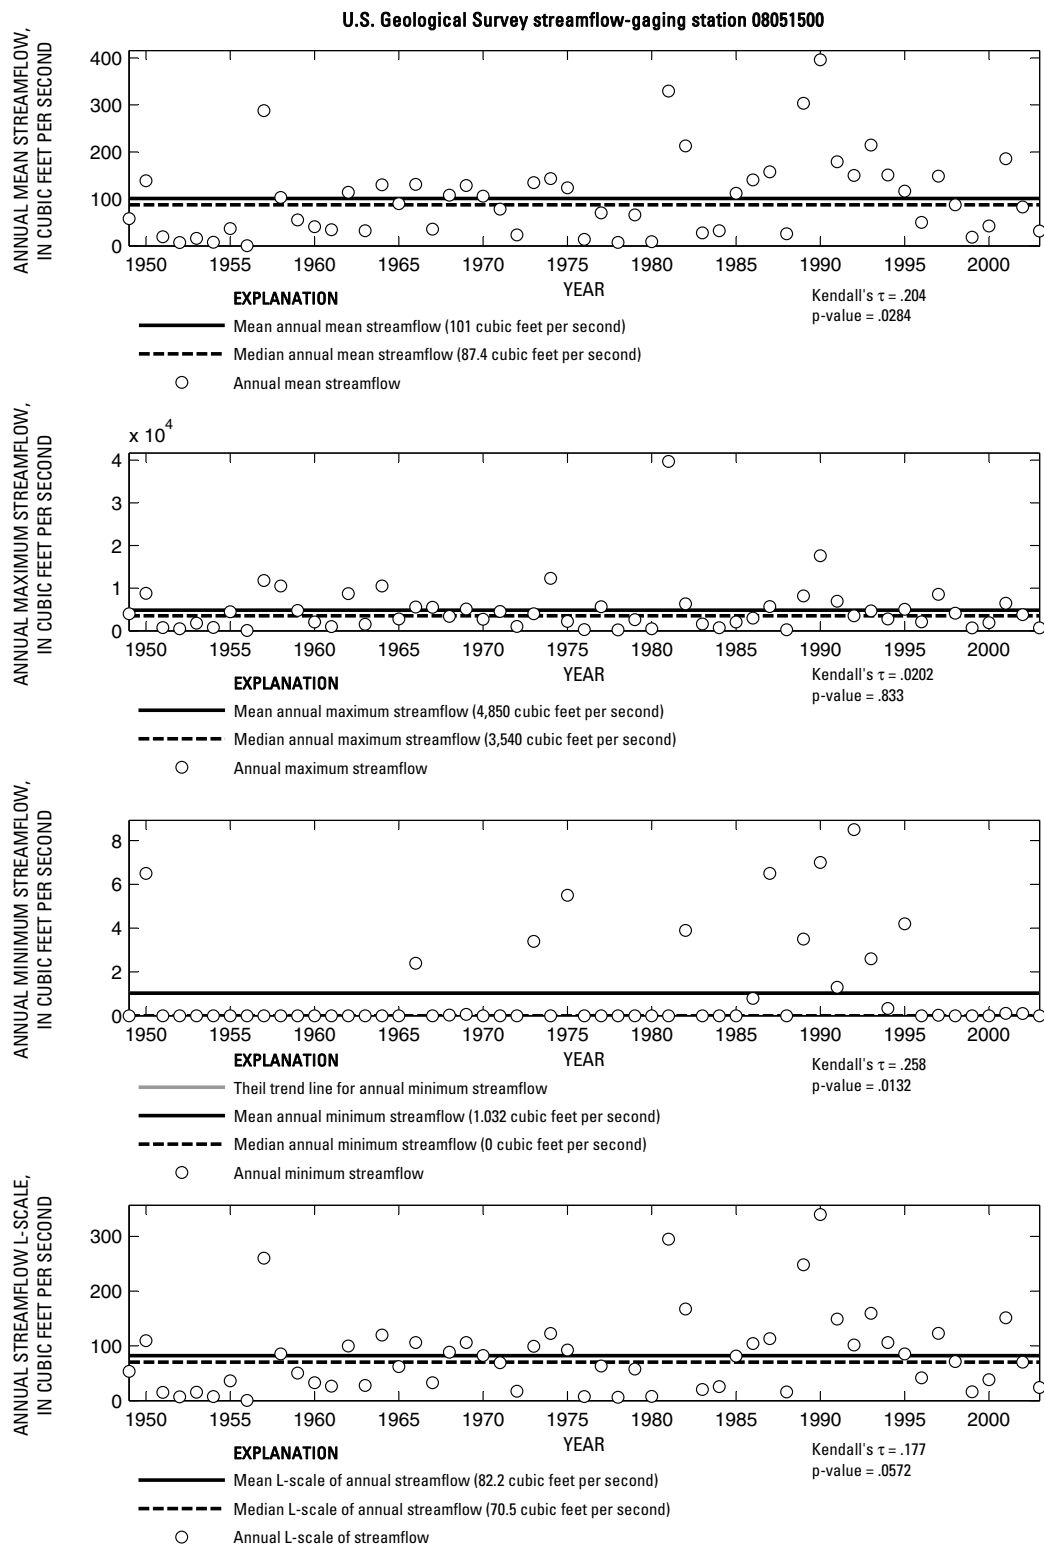 U.S. Geological Survey streamflow-gaging station 08051500
ANNUAL MEAN STREAMFLOW,
IN CUBIC FEET PER SECOND
400
300
200
100
0
1950 1955 1960 1965 1970 1975 1980 1985 1990 1995 2000
YEAR
Kendall's τ = .204
p-value = .0284
EXPLANATION
Mean annual mean streamflow (101 cubic feet per second)
Median annual mean streamflow (87.4 cubic feet per second)
Annual mean streamflow
ANNUAL MAXIMUM STREAMFLOW,
IN CUBIC FEET PER SECOND
x 10^4
4
3
2
1
0
1950 1955 1960 1965 1970 1975 1980 1985 1990 1995 2000
YEAR
Kendall's τ = .0202
p-value = .833
EXPLANATION
Mean annual maximum streamflow (4,850 cubic feet per second)
Median annual maximum streamflow (3,540 cubic feet per second)
Annual maximum streamflow
ANNUAL MINIMUM STREAMFLOW,
IN CUBIC FEET PER SECOND
8
6
4
2
0
1950 1955 1960 1965 1970 1975 1980 1985 1990 1995 2000
YEAR
Kendall's τ = .258
p-value = .0132
EXPLANATION
Theil trend line for annual minimum streamflow
Mean annual minimum streamflow (1.032 cubic feet per second)
Median annual minimum streamflow (0 cubic feet per second)
Annual minimum streamflow
ANNUAL STREAMFLOW L-SCALE,
IN CUBIC FEET PER SECOND
300
200
100
0
1950 1955 1960 1965 1970 1975 1980 1985 1990 1995 2000
YEAR
Kendall's τ = .177
p-value = .0572
EXPLANATION
Mean L-scale of annual streamflow (82.2 cubic feet per second)
Median L-scale of annual streamflow (70.5 cubic feet per second)
Annual L-scale of streamflow